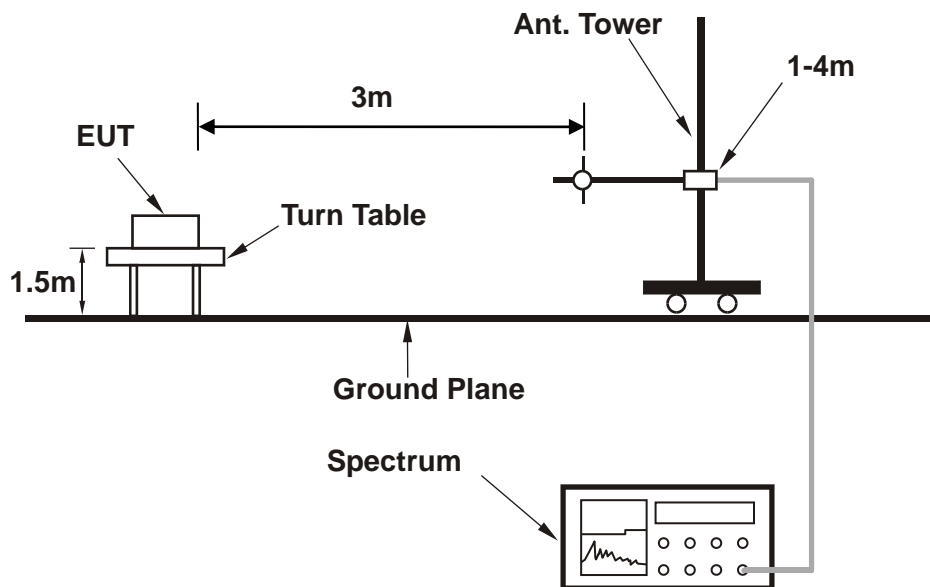 Ant. Tower
1-4m
3m
EUT
Turn Table
1.5m
Ground Plane
Spectrum